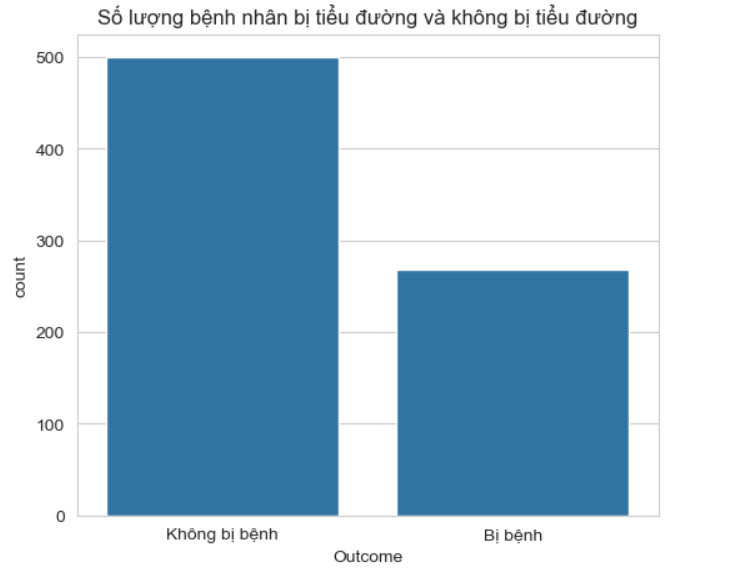 Số lượng bệnh nhân bị tiểu đường và không bị tiểu đường
500
400
300
200
100
0
count
Không bị bệnh
Bị bệnh
Outcome